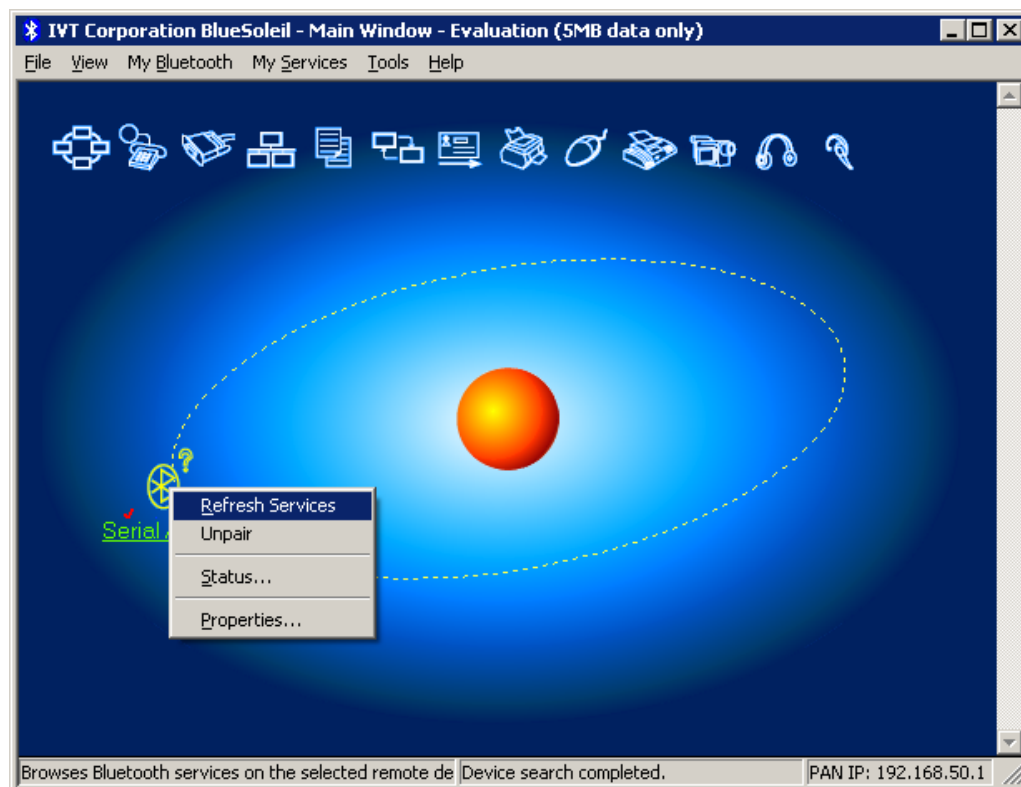 IVT Corporation BlueSoleil - Main Window - Evaluation (5MB data only)
File View My Bluetooth My Services Tools Help
Refresh Services
Serial
Unpair
Status...
Properties...
Browses Bluetooth services on the selected remote de Device search completed. PAN IP: 192.168.50.1